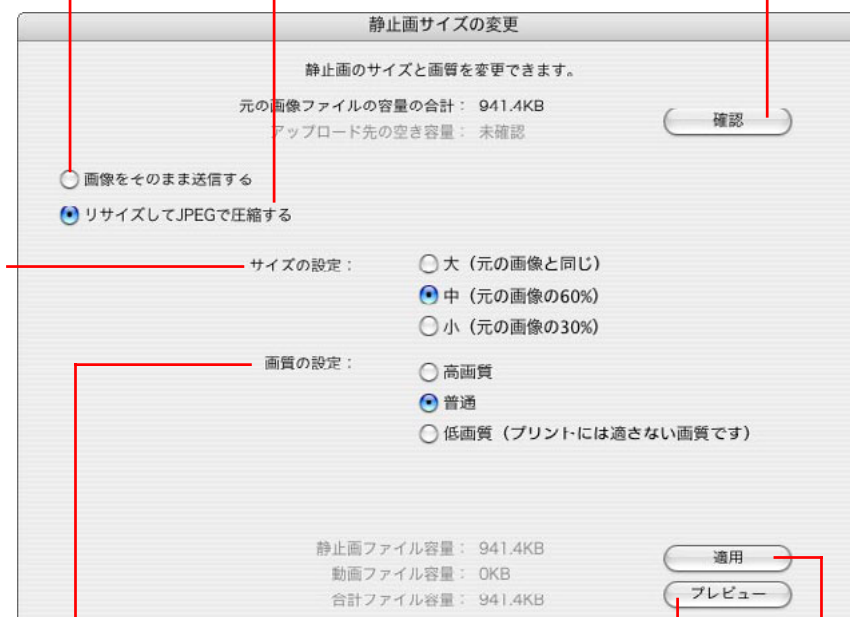 静止画サイズの変更
静止画のサイズと画質を変更できます。
元の画像ファイルの容量の合計： 941.4KB
確認
アップロード先の空き容量： 未確認
画像をそのまま送信する
リサイズしてJPEGで圧縮する
サイズの設定： 大（元の画像と同じ）
中（元の画像の60%）
小（元の画像の30%）
画質の設定： 高画質
普通
低画質（プリントには適さない画質です）
静止画ファイル容量： 941.4KB
適用
動画ファイル容量： 0KB
プレビュー
合計ファイル容量： 941.4KB